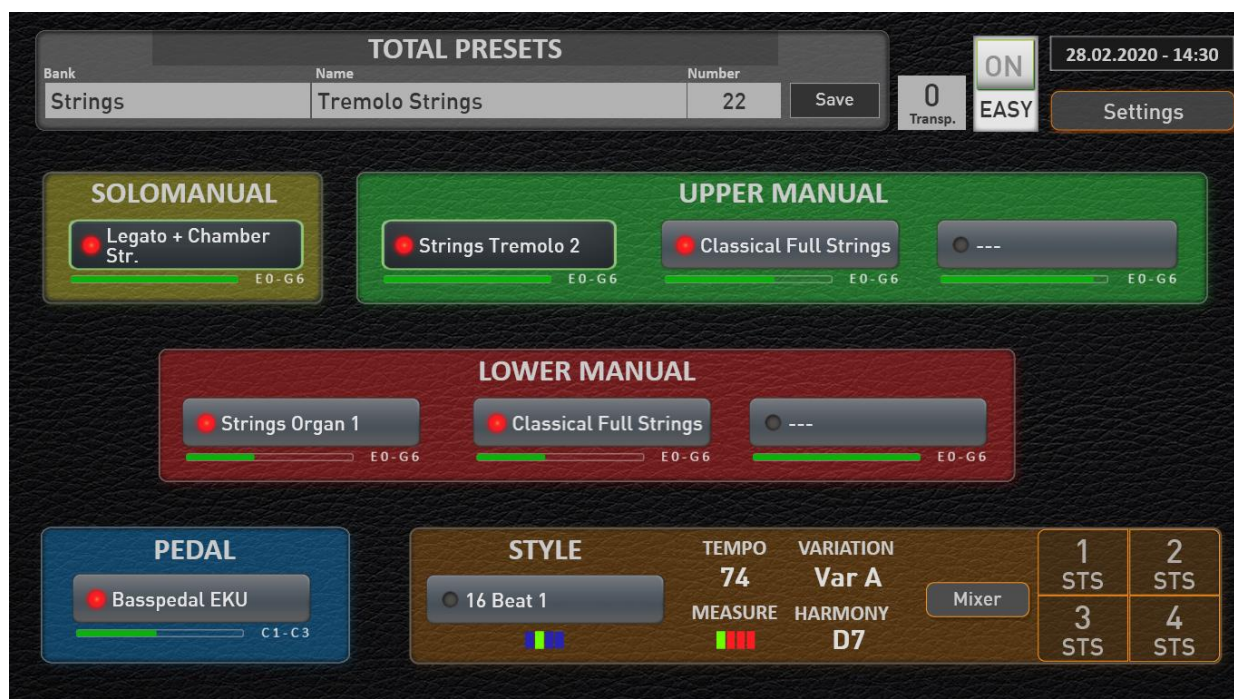 TOTAL PRESETS
Bank
Name
Number
Strings
Tremolo Strings
22
Save
0
Transp.
ON
EASY
28.02.2020 - 14:30
Settings
SOLOMANUAL
Legato + Chamber
Str.
E0-G6
UPPER MANUAL
Strings Tremolo 2
E0-G6
Classical Full Strings
E0-G6
---
E0-G6
LOWER MANUAL
Strings Organ 1
E0-G6
Classical Full Strings
E0-G6
---
E0-G6
PEDAL
Basspedal EKU
C1-C3
STYLE
16 Beat 1
TEMPO
74
VARIATION
Var A
MEASURE
HARMONY
D7
Mixer
1
STS
2
STS
3
STS
4
STS